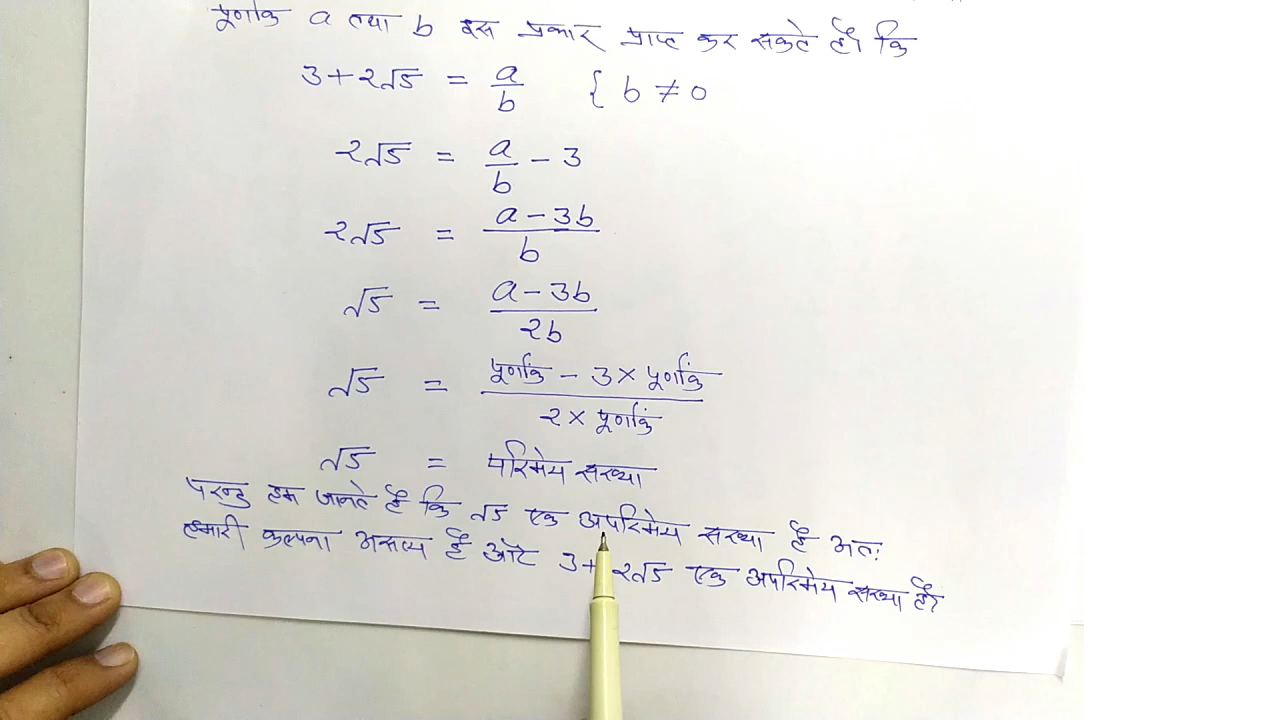 पूर्णांक a तथा b इस प्रकार प्राप्त कर सकते हैं कि
3+2√5 = a/b { b ≠ 0
2√5 = a/b - 3
2√5 = (a - 3b)/b
√5 = (a - 3b)/2b
√5 = (पूर्णांक - 3 × पूर्णांक)/(2 × पूर्णांक)
√5 = परिमेय संख्या
परन्तु हम जानते हैं कि √5 एक अपरिमेय संख्या है अतः
हमारी कल्पना असत्य है और 3+2√5 एक अपरिमेय संख्या है।